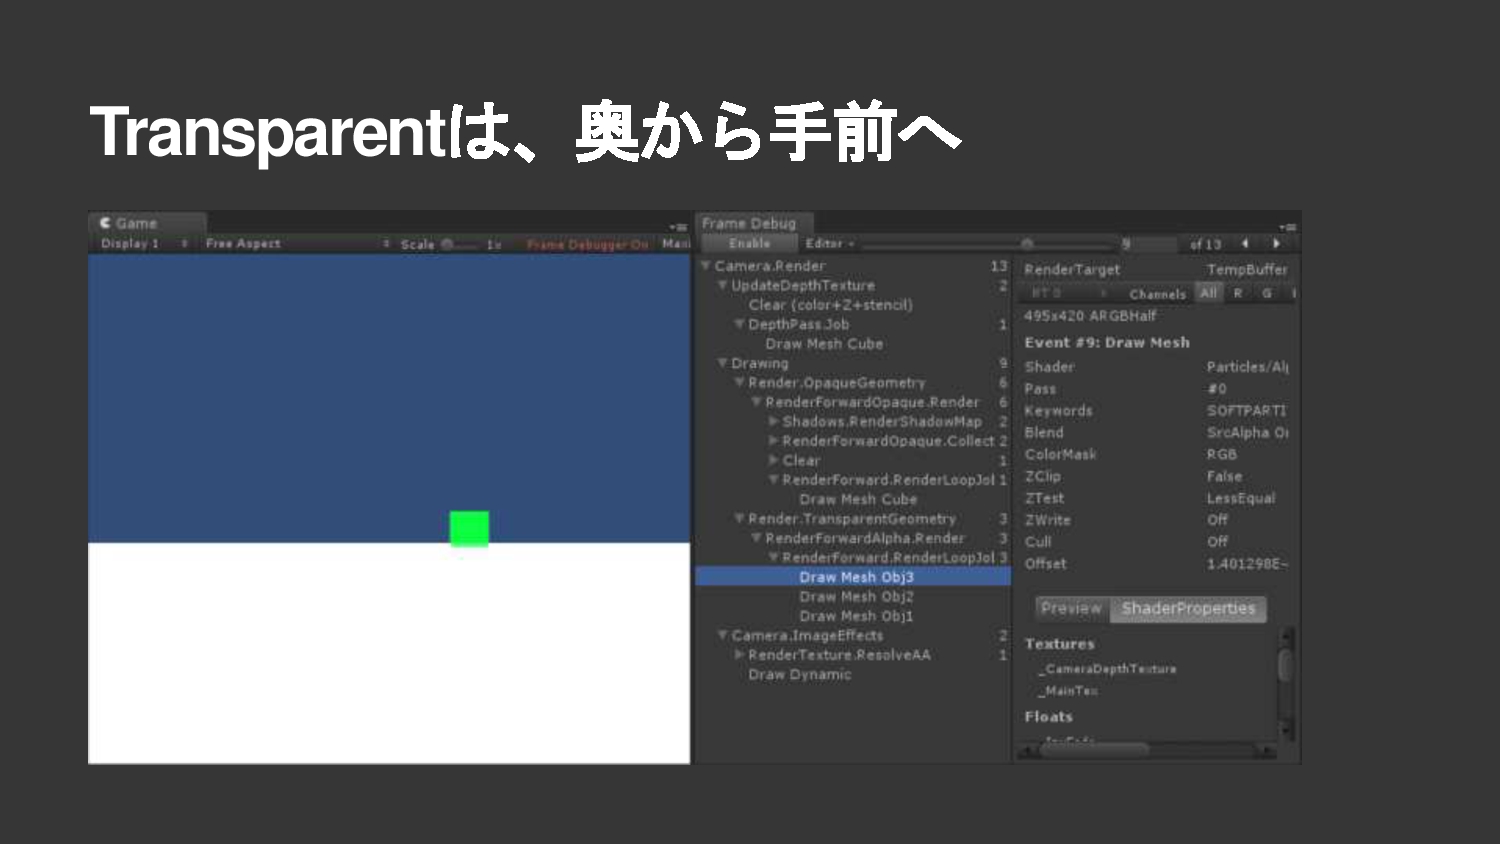 Transparentは、奥から手前へ
Game
Display 1 Free Aspect Scale 1x Frame Debugger On Maxi
Frame Debug
Enable Editor 9 of 13
Camera.Render 13
UpdateDepthTexture 2
Clear (color+Z+stencil)
DepthPass.Job 1
Draw Mesh Cube
Drawing 9
Render.OpaqueGeometry 6
RenderForwardOpaque.Render 6
Shadows.RenderShadowMap 2
RenderForwardOpaque.Collect 2
Clear 1
RenderForward.RenderLoopJol 1
Draw Mesh Cube
Render.TransparentGeometry 3
RenderForwardAlpha.Render 3
RenderForward.RenderLoopJol 3
Draw Mesh Obj3
Draw Mesh Obj2
Draw Mesh Obj1
Camera.ImageEffects 2
RenderTexture.ResolveAA 1
Draw Dynamic
RenderTarget TempBuffer
RT 0 Channels All R G
495x420 ARGBHalf
Event #9: Draw Mesh
Shader Particles/Al
Pass #0
Keywords SOFTPARTI
Blend SrcAlpha O
ColorMask RGB
ZClip False
ZTest LessEqual
ZWrite Off
Cull Off
Offset 1.401298E-
Preview ShaderProperties
Textures
_CameraDepthTexture
_MainTex
Floats